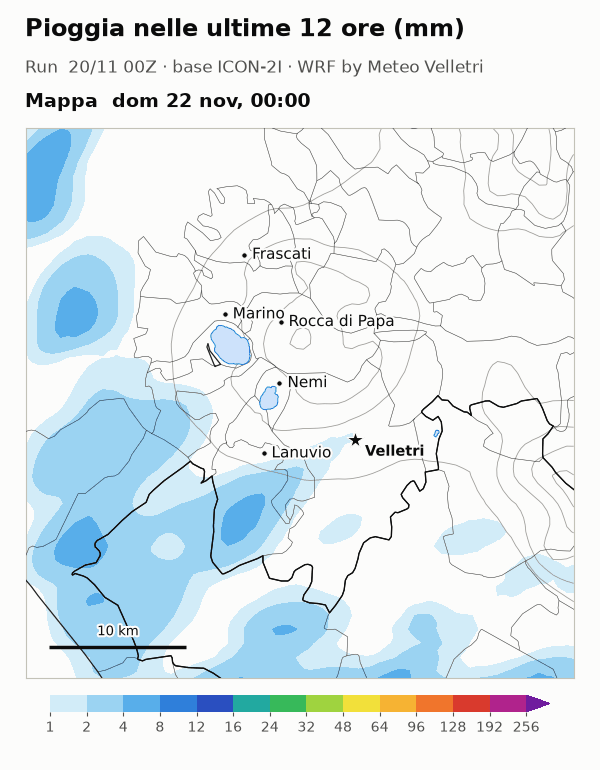 Pioggia nelle ultime 12 ore (mm)
Run  20/11 00Z · base ICON-2I · WRF by Meteo Velletri
Mappa  dom 22 nov, 00:00
Frascati
Marino
Rocca di Papa
Nemi
Velletri
Lanuvio
10 km
1 2 4 8 12 16 24 32 48 64 96 128 192 256